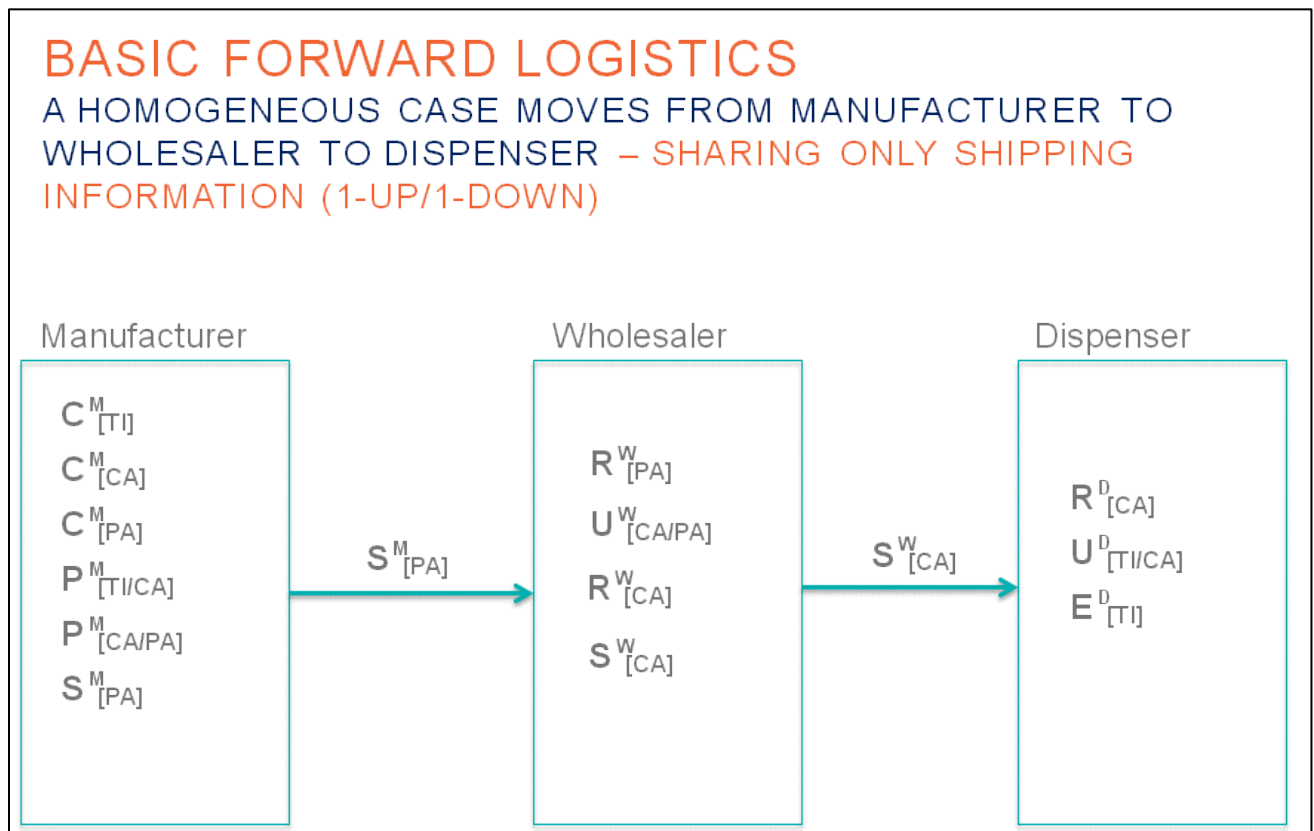 BASIC FORWARD LOGISTICS
A HOMOGENEOUS CASE MOVES FROM MANUFACTURER TO
WHOLESALER TO DISPENSER – SHARING ONLY SHIPPING
INFORMATION (1-UP/1-DOWN)
Manufacturer
C M [TI]
C M [CA]
C M [PA]
P M [TI/CA]
P M [CA/PA]
S M [PA]
S M [PA]
Wholesaler
R W [PA]
U W [CA/PA]
R W [CA]
S W [CA]
S W [CA]
Dispenser
R D [CA]
U D [TI/CA]
E D [TI]